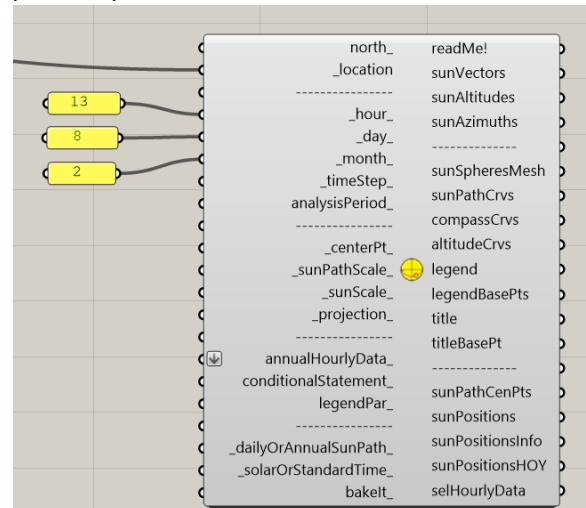 13
8
2
north_
_location
----------------
_hour_
_day_
_month_
_timeStep_
analysisPeriod_
----------------
_centerPt_
_sunPathScale_
_sunScale_
_projection_
----------------
annualHourlyData_
conditionalStatement_
legendPar_
----------------
_dailyOrAnnualSunPath_
_solarOrStandardTime_
bakeIt_
readMe!
sunVectors
sunAltitudes
sunAzimuths
--------------
sunSpheresMesh
sunPathCrvs
compassCrvs
altitudeCrvs
legend
legendBasePts
title
titleBasePt
--------------
sunPathCenPts
sunPositions
sunPositionsInfo
sunPositionsHOY
selHourlyData